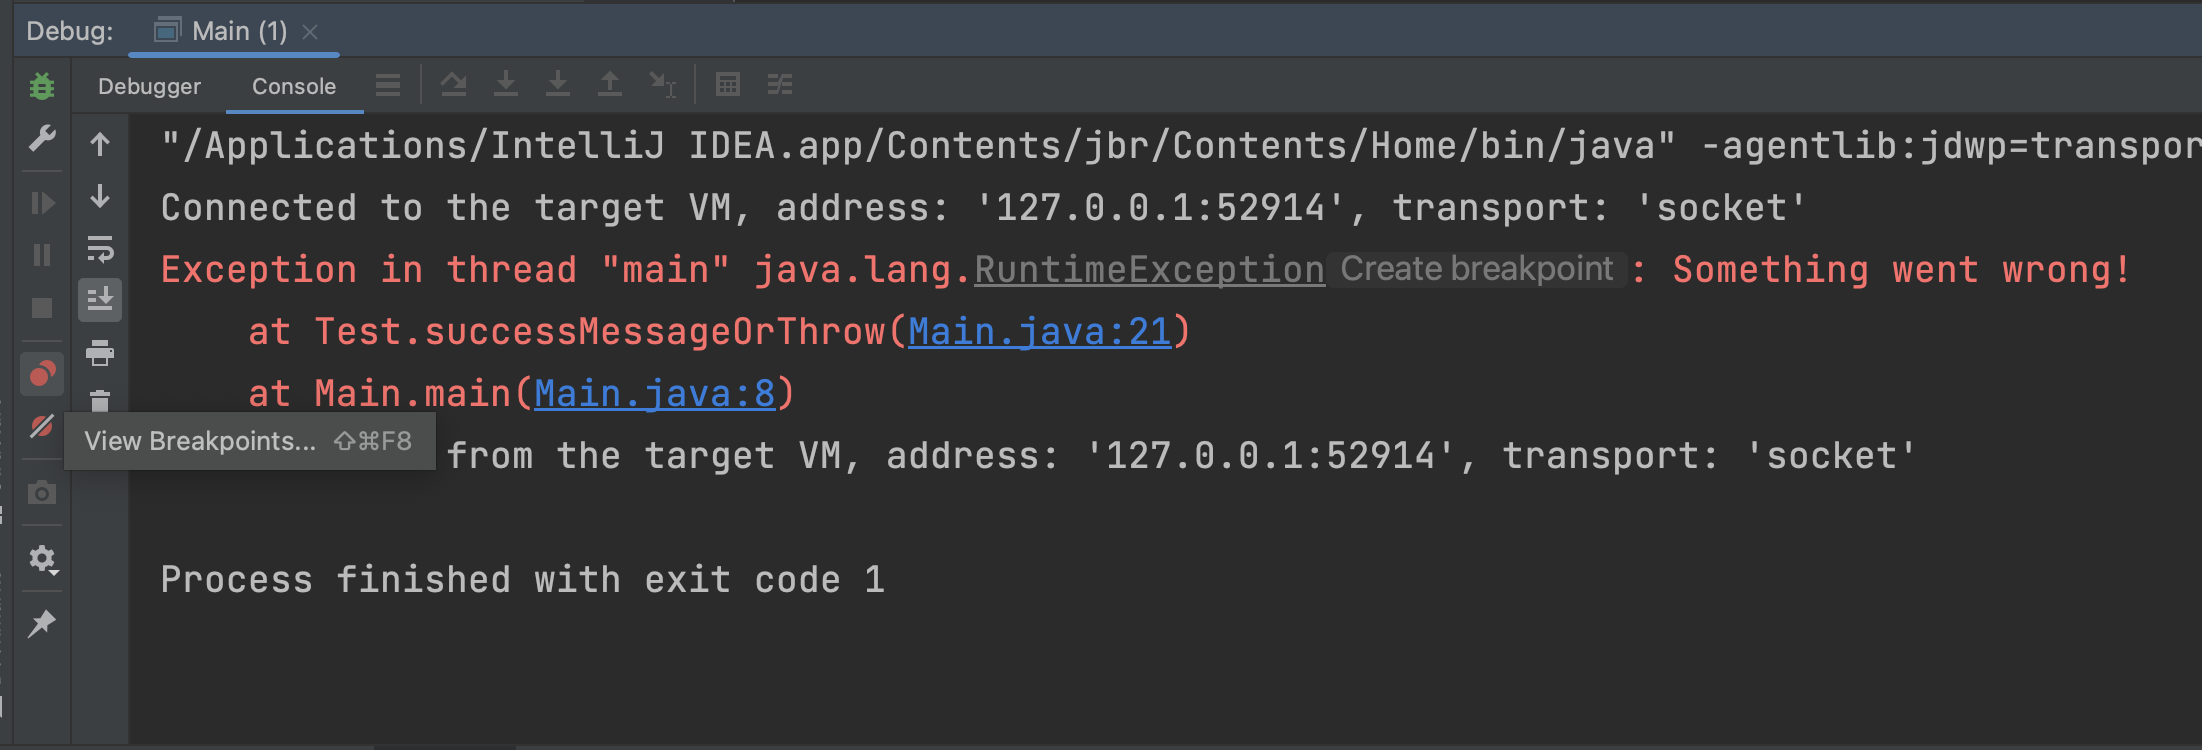 Debug: Main (1)
Debugger Console
"/Applications/IntelliJ IDEA.app/Contents/jbr/Contents/Home/bin/java" -agentlib:jdwp=transpor
Connected to the target VM, address: '127.0.0.1:52914', transport: 'socket'
Exception in thread "main" java.lang.RuntimeException Create breakpoint : Something went wrong!
at Test.successMessageOrThrow(Main.java:21)
at Main.main(Main.java:8)
View Breakpoints... ⇧⌘F8
from the target VM, address: '127.0.0.1:52914', transport: 'socket'
Process finished with exit code 1